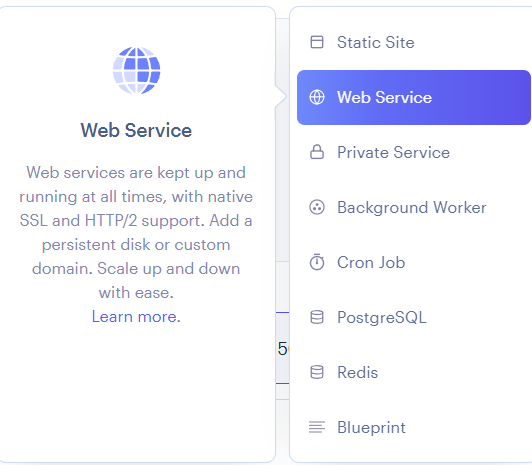 Web Service
Web services are kept up and
running at all times, with native
SSL and HTTP/2 support. Add a
persistent disk or custom
domain. Scale up and down
with ease.
Learn more.
Static Site
Web Service
Private Service
Background Worker
Cron Job
PostgreSQL
Redis
Blueprint